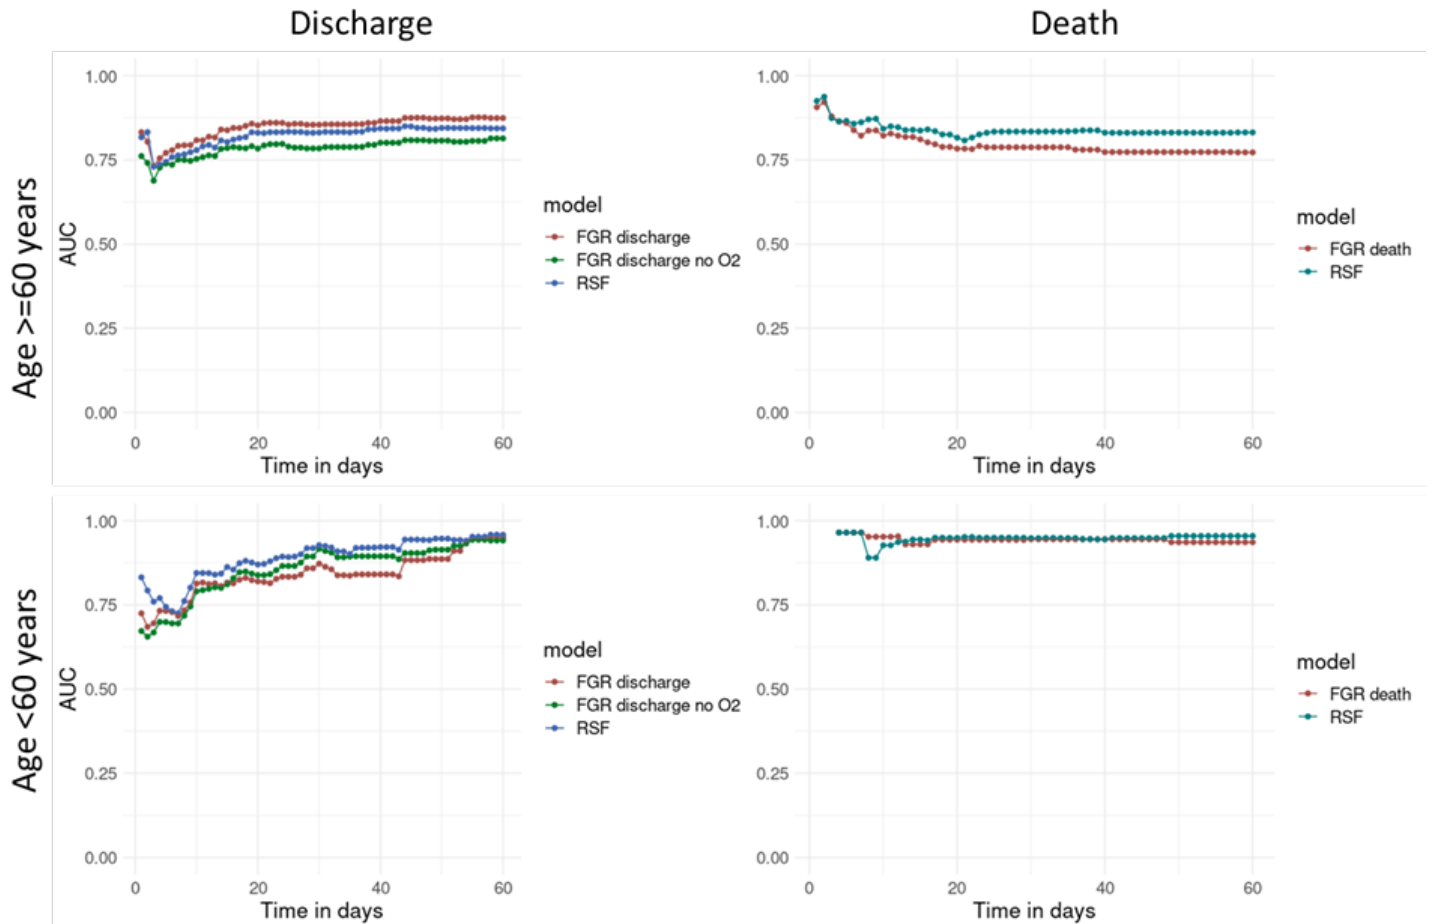 Discharge
Death
Age >=60 years
AUC
1.00
0.75
0.50
0.25
0.00
0
20
40
60
Time in days
model
FGR discharge
FGR discharge no O2
RSF
1.00
0.75
0.50
0.25
0.00
0
20
40
60
Time in days
model
FGR death
RSF
Age <60 years
AUC
1.00
0.75
0.50
0.25
0.00
0
20
40
60
Time in days
model
FGR discharge
FGR discharge no O2
RSF
1.00
0.75
0.50
0.25
0.00
0
20
40
60
Time in days
model
FGR death
RSF